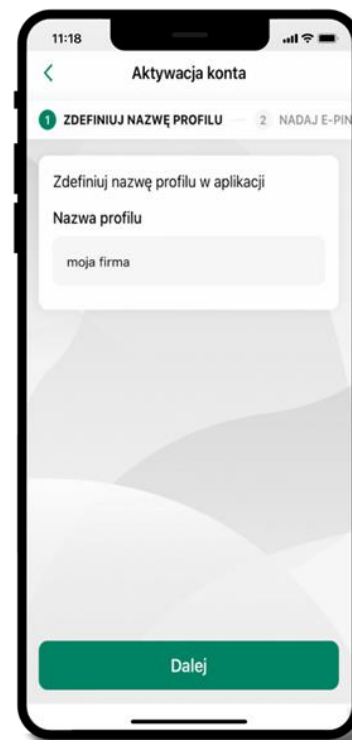 11:18
Aktywacja konta
1 ZDEFINIUJ NAZWĘ PROFILU 2 NADAJ E-PIN
Zdefiniuj nazwę profilu w aplikacji
Nazwa profilu
moja firma
Dalej